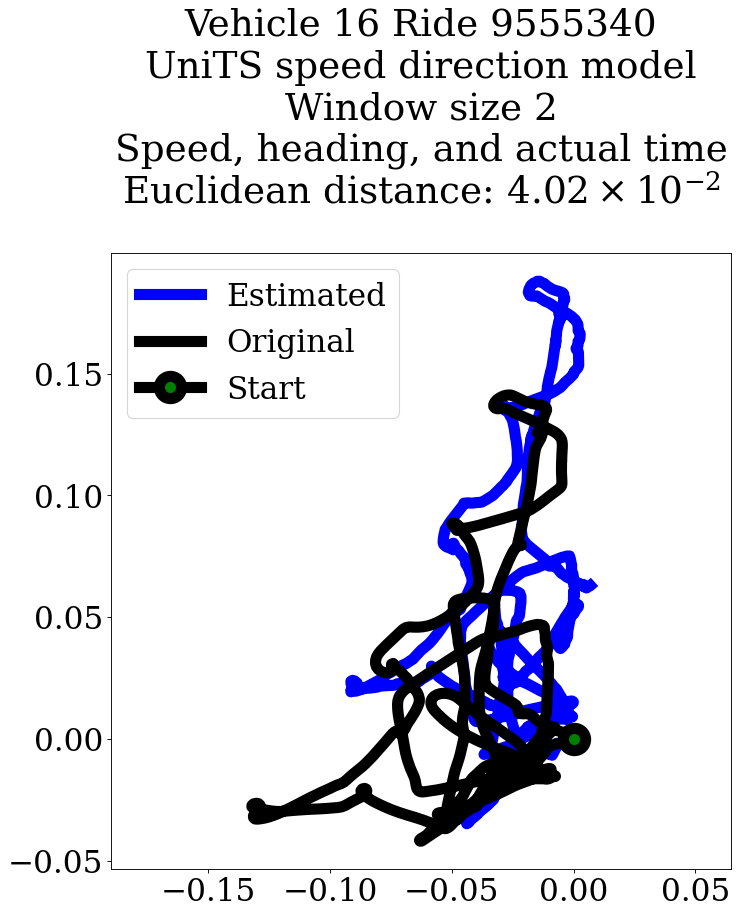 Vehicle 16 Ride 9555340
UniTS speed direction model
Window size 2
Speed, heading, and actual time
Euclidean distance: 4.02 × 10⁻²
Estimated
Original
Start
0.15
0.10
0.05
0.00
−0.05
−0.15 −0.10 −0.05 0.00 0.05